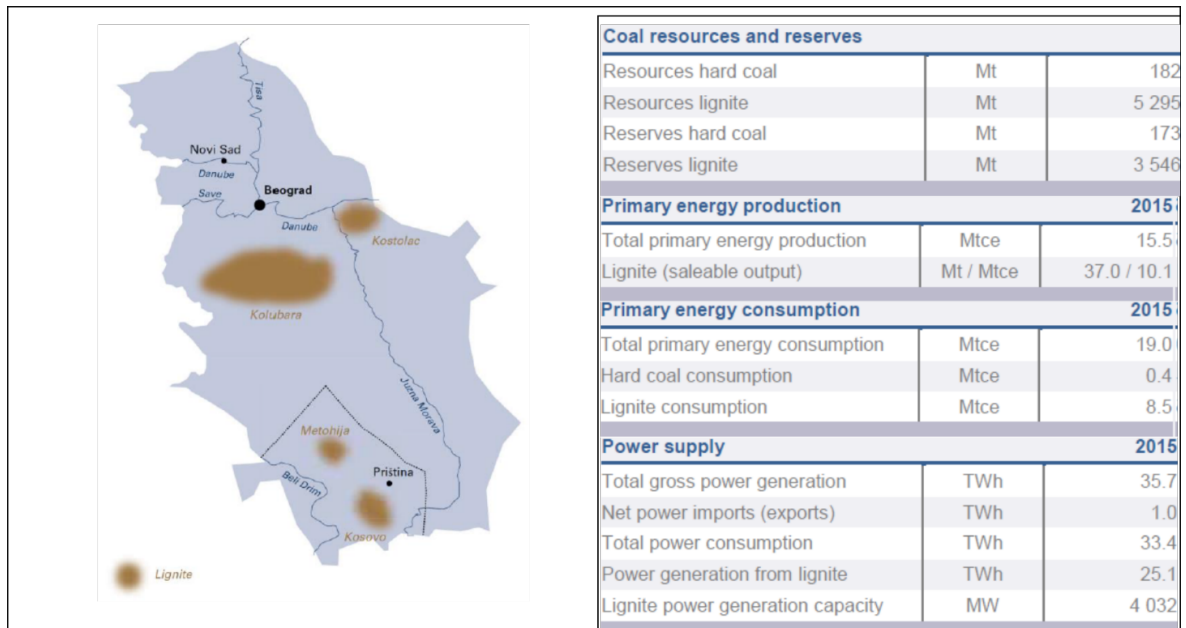 Tisa
Novi Sad
Danube
Save
Beograd
Danube
Kostolac
Kolubara
Juzna Morava
Metohija
Priština
Beli Drim
Kosovo
Lignite
Coal resources and reserves
Resources hard coal Mt 182
Resources lignite Mt 5 295
Reserves hard coal Mt 173
Reserves lignite Mt 3 546
Primary energy production 2015
Total primary energy production Mtce 15.5
Lignite (saleable output) Mt / Mtce 37.0 / 10.1
Primary energy consumption 2015
Total primary energy consumption Mtce 19.0
Hard coal consumption Mtce 0.4
Lignite consumption Mtce 8.5
Power supply 2015
Total gross power generation TWh 35.7
Net power imports (exports) TWh 1.0
Total power consumption TWh 33.4
Power generation from lignite TWh 25.1
Lignite power generation capacity MW 4 032